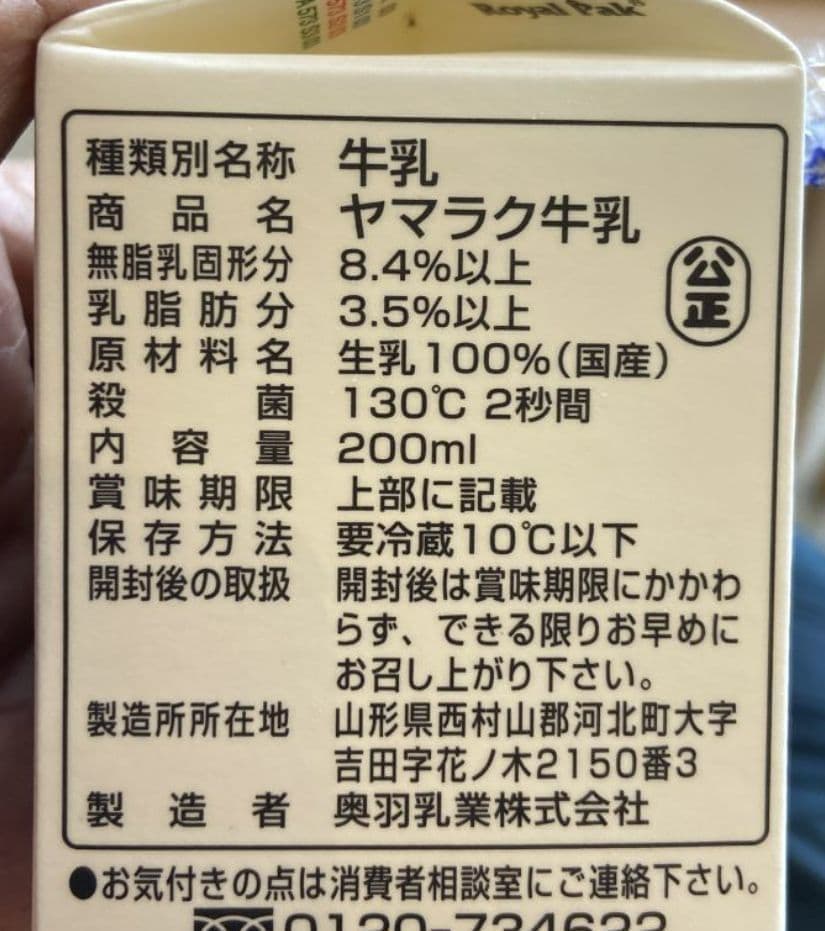 Royal Pak
種類別名称 牛乳
商品名 ヤマラク牛乳
無脂乳固形分 8.4%以上
乳脂肪分 3.5%以上
公正
原材料名 生乳100%(国産)
殺菌 130℃ 2秒間
内容量 200ml
賞味期限 上部に記載
保存方法 要冷蔵10℃以下
開封後の取扱 開封後は賞味期限にかかわ
らず、できる限りお早めに
お召し上がり下さい。
製造所所在地 山形県西村山郡河北町大字
吉田字花ノ木2150番3
製造者 奥羽乳業株式会社
●お気付きの点は消費者相談室にご連絡下さい。
0120-734622